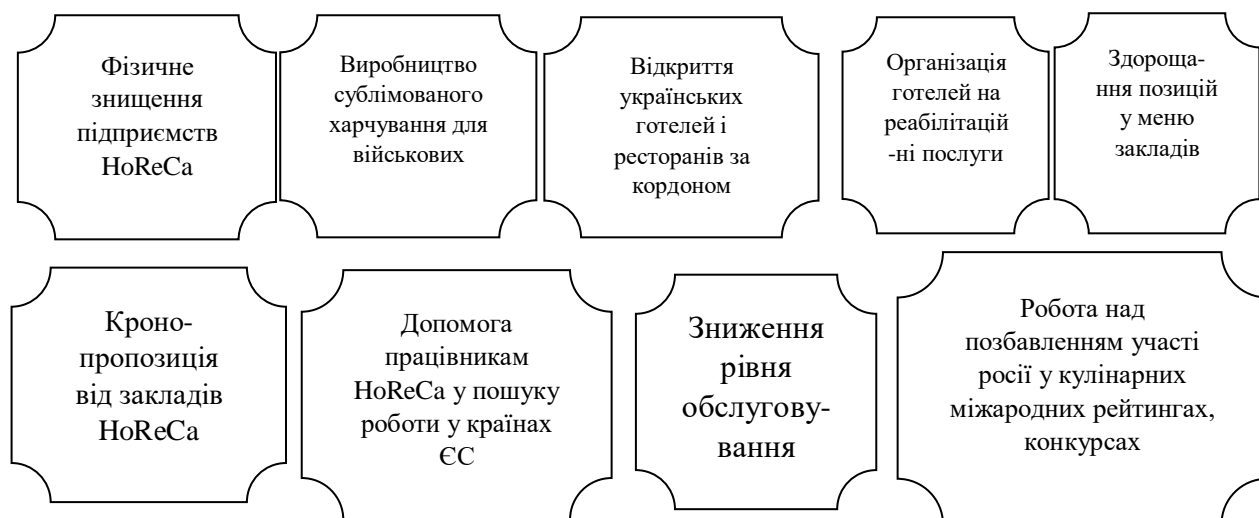 Фізичне
знищення
підприємств
HoReCa
Виробництво
сублімованого
харчування для
військових
Відкриття
українських
готелей і
ресторанів за
кордоном
Організація
готелей на
реабілітацій
-ні послуги
Здороща-
ння позицій
у меню
закладів
Кроно-
пропозиція
від закладів
HoReCa
Допомога
працівникам
HoReCa у пошуку
роботи у країнах
ЄС
Зниження
рівня
обслугову-
вання
Робота над
позбавленням участі
росії у кулінарних
міжародних рейтингах,
конкурсах